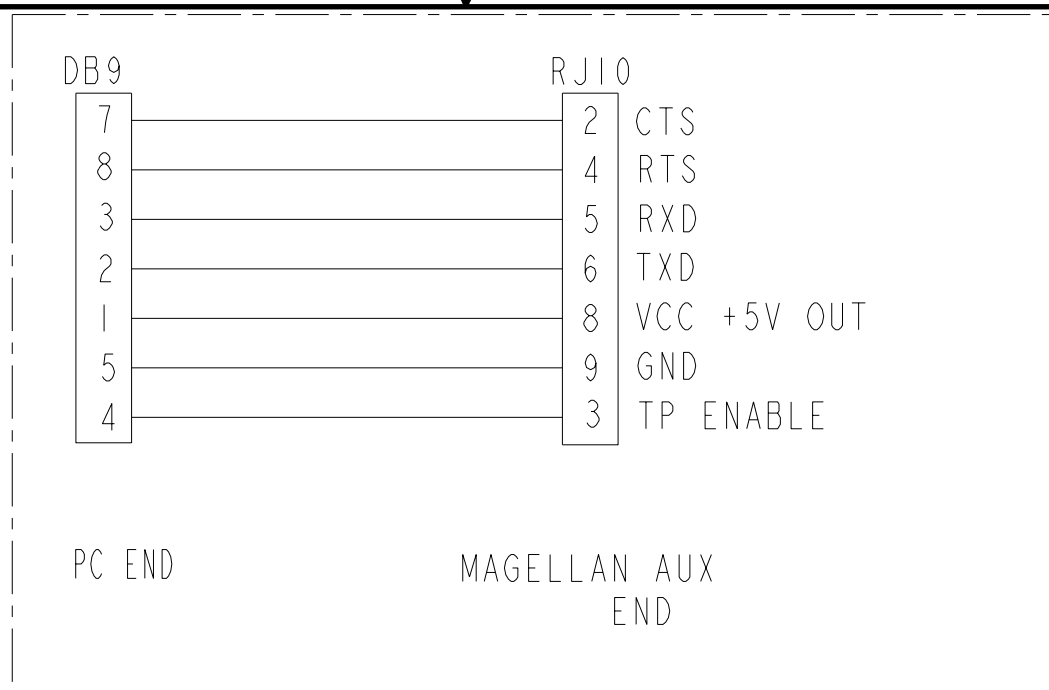 DB9 RJ10
7 2 CTS
8 4 RTS
3 5 RXD
2 6 TXD
1 8 VCC +5V OUT
5 9 GND
4 3 TP ENABLE
PC END MAGELLAN AUX
END